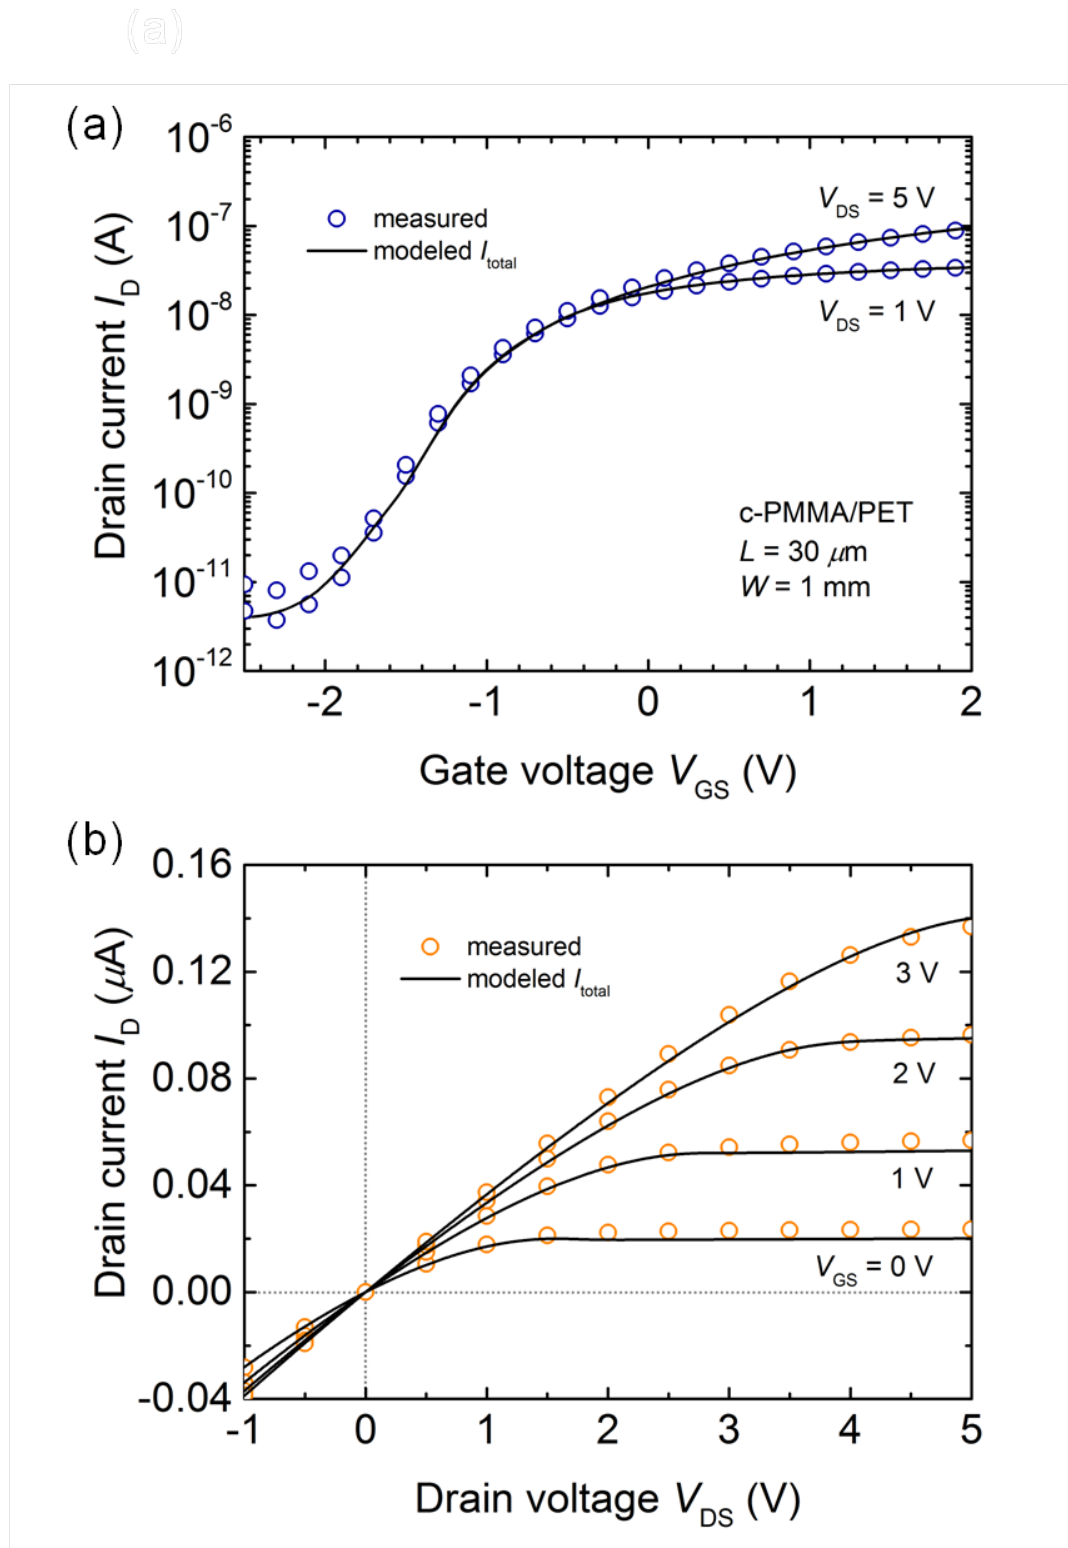 (a)
(a)
10⁻⁶
10⁻⁷
10⁻⁸
10⁻⁹
10⁻¹⁰
10⁻¹¹
10⁻¹²
Drain current I_D (A)
measured
modeled I_total
V_DS = 5 V
V_DS = 1 V
c-PMMA/PET
L = 30 μm
W = 1 mm
-2 -1 0 1 2
Gate voltage V_GS (V)
(b)
0.16
0.12
0.08
0.04
0.00
-0.04
Drain current I_D (μA)
measured
modeled I_total
3 V
2 V
1 V
V_GS = 0 V
-1 0 1 2 3 4 5
Drain voltage V_DS (V)